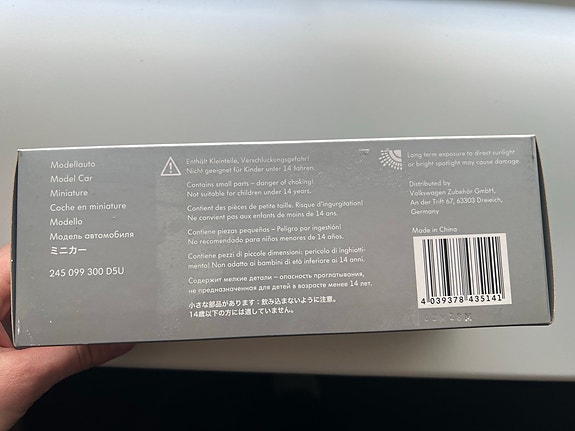 Modellauto
Model Car
Miniature
Coche en miniature
Modello
Модель автомобиля
ミニカー
245 099 300 D5U
Enthält Kleinteile, Verschluckungsgefahr!
Nicht geeignet für Kinder unter 14 Jahren.
Contains small parts – danger of choking!
Not suitable for children under 14 years.
Contient des pièces de petite taille. Risque d'ingurgitation!
Ne convient pas aux enfants de moins de 14 ans.
Contiene piezas pequeñas – Peligro por ingestión!
No recomendado para niños menores de 14 años.
Contiene pezzi di piccole dimensioni: pericolo di inghiotti-
mento! Non adatto ai bambini di età inferiore ai 14 anni.
Содержит мелкие детали – опасность проглатывания,
не предназначенная для детей в возрасте менее 14 лет.
小さな部品があります：飲み込まないように注意。
14歳以下の方には適していません。
Long term exposure to direct sunlight
or bright spotlight may cause damage.
Distributed by
Volkswagen Zubehör GmbH,
An der Trift 67, 63303 Dreieich,
Germany
Made in China
4 039378 435141